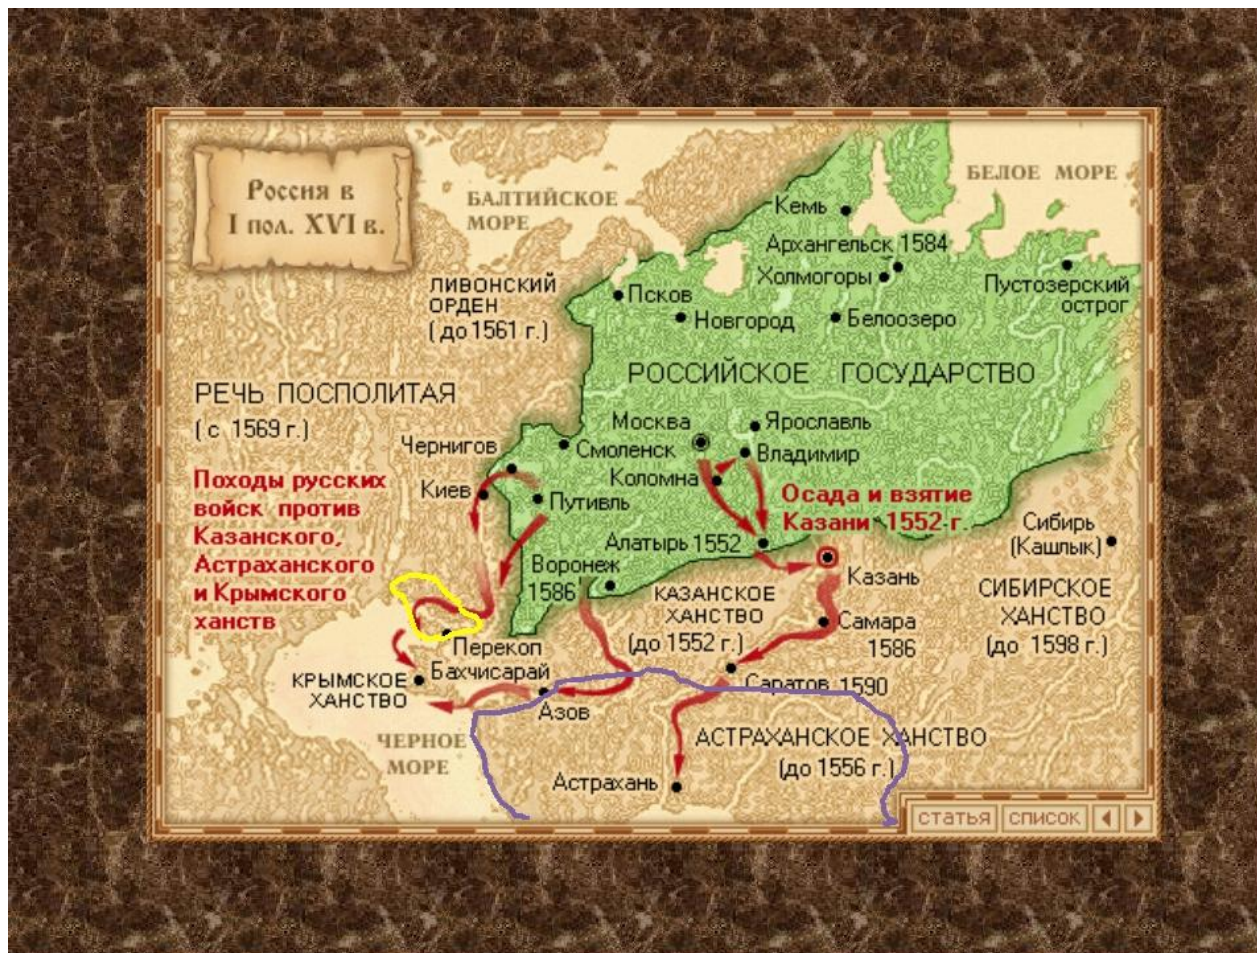 Россия в
I пол. XVI в.
БАЛТИЙСКОЕ
МОРЕ
БЕЛОЕ МОРЕ
Кемь
Архангельск 1584
Холмогоры
Пустозерский
острог
ЛИВОНСКИЙ
ОРДЕН
(до 1561 г.)
Псков
Новгород
Белоозеро
РОССИЙСКОЕ ГОСУДАРСТВО
РЕЧЬ ПОСПОЛИТАЯ
(с 1569 г.)
Москва
Ярославль
Чернигов
Смоленск
Владимир
Коломна
Походы русских
войск против
Казанского,
Астраханского
и Крымского
ханств
Киев
Путивль
Осада и взятие
Казани 1552 г.
Сибирь
(Кашлык)
Алатырь 1552
Воронеж
1586
Казань
КАЗАНСКОЕ
ХАНСТВО
(до 1552 г.)
СИБИРСКОЕ
ХАНСТВО
(до 1598 г.)
Самара
1586
Перекоп
Бахчисарай
КРЫМСКОЕ
ХАНСТВО
Саратов 1590
Азов
ЧЕРНОЕ
МОРЕ
АСТРАХАНСКОЕ ХАНСТВО
(до 1556 г.)
Астрахань
статья
список